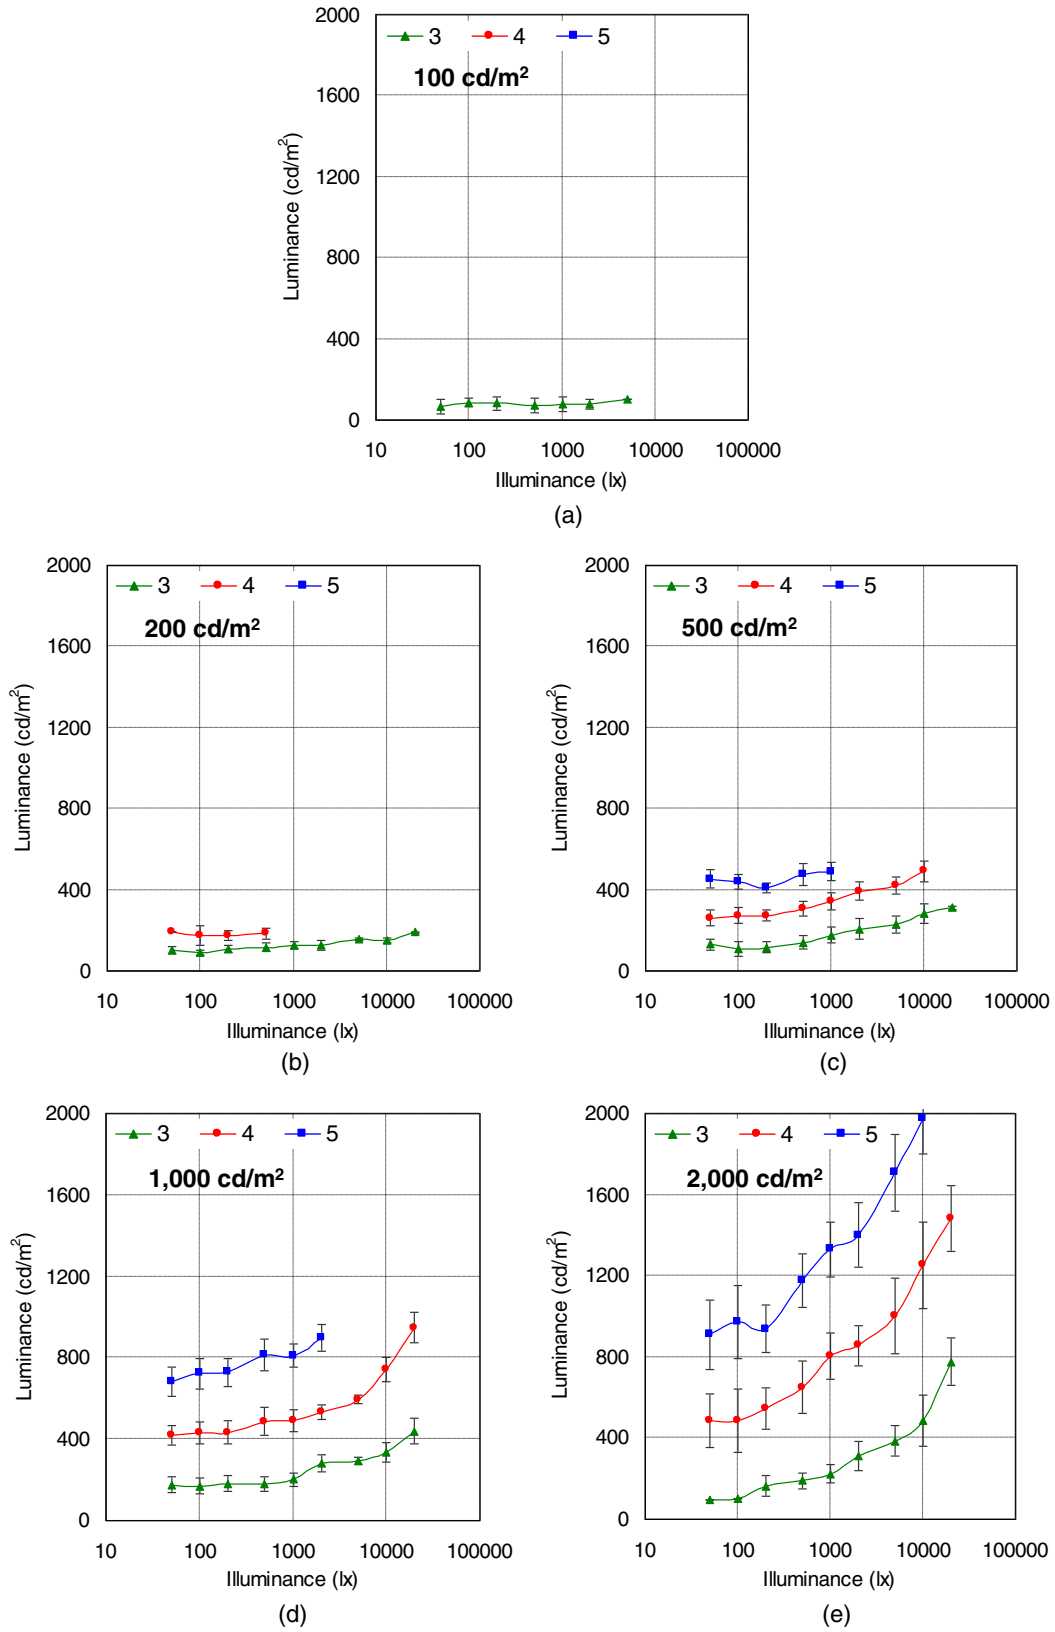 2000
1600
1200
800
400
0
Luminance (cd/m²)
3 4 5
100 cd/m²
10 100 1000 10000 100000
Illuminance (lx)
(a)
2000
1600
1200
800
400
0
Luminance (cd/m²)
3 4 5
200 cd/m²
10 100 1000 10000 100000
Illuminance (lx)
(b)
2000
1600
1200
800
400
0
Luminance (cd/m²)
3 4 5
500 cd/m²
10 100 1000 10000 100000
Illuminance (lx)
(c)
2000
1600
1200
800
400
0
Luminance (cd/m²)
3 4 5
1,000 cd/m²
10 100 1000 10000 100000
Illuminance (lx)
(d)
2000
1600
1200
800
400
0
Luminance (cd/m²)
3 4 5
2,000 cd/m²
10 100 1000 10000 100000
Illuminance (lx)
(e)